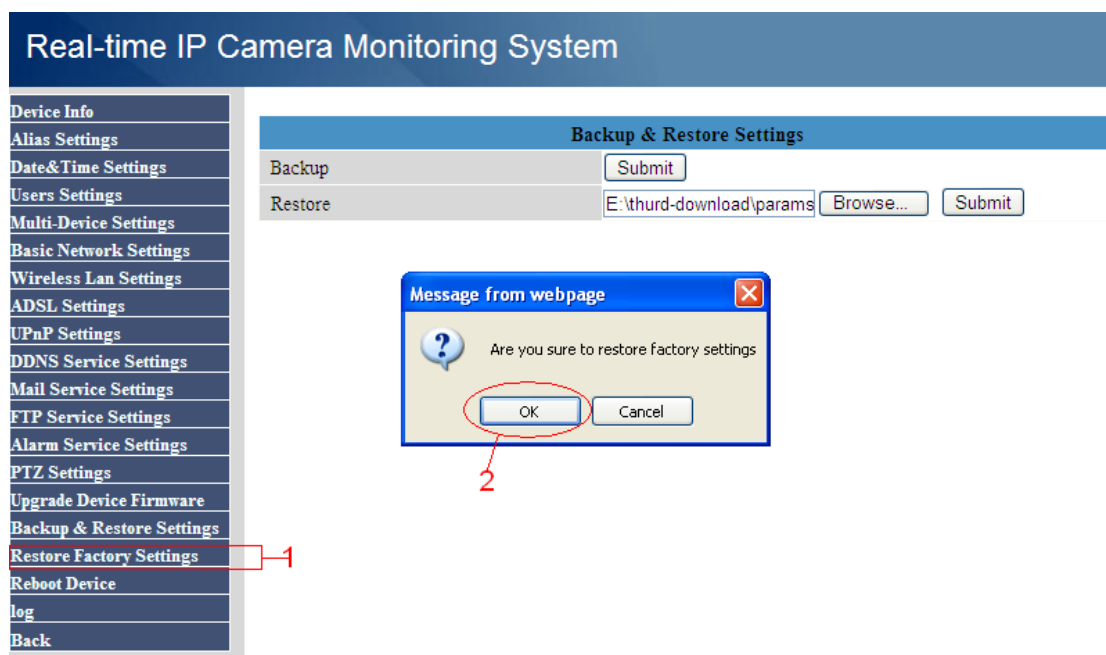 Real-time IP Camera Monitoring System
Device Info
Alias Settings
Date&Time Settings
Users Settings
Multi-Device Settings
Basic Network Settings
Wireless Lan Settings
ADSL Settings
UPnP Settings
DDNS Service Settings
Mail Service Settings
FTP Service Settings
Alarm Service Settings
PTZ Settings
Upgrade Device Firmware
Backup & Restore Settings
Restore Factory Settings
Reboot Device
log
Back
1
Backup & Restore Settings
Backup Submit
Restore E:\thurd-download\params Browse... Submit
Message from webpage
Are you sure to restore factory settings
OK Cancel
2